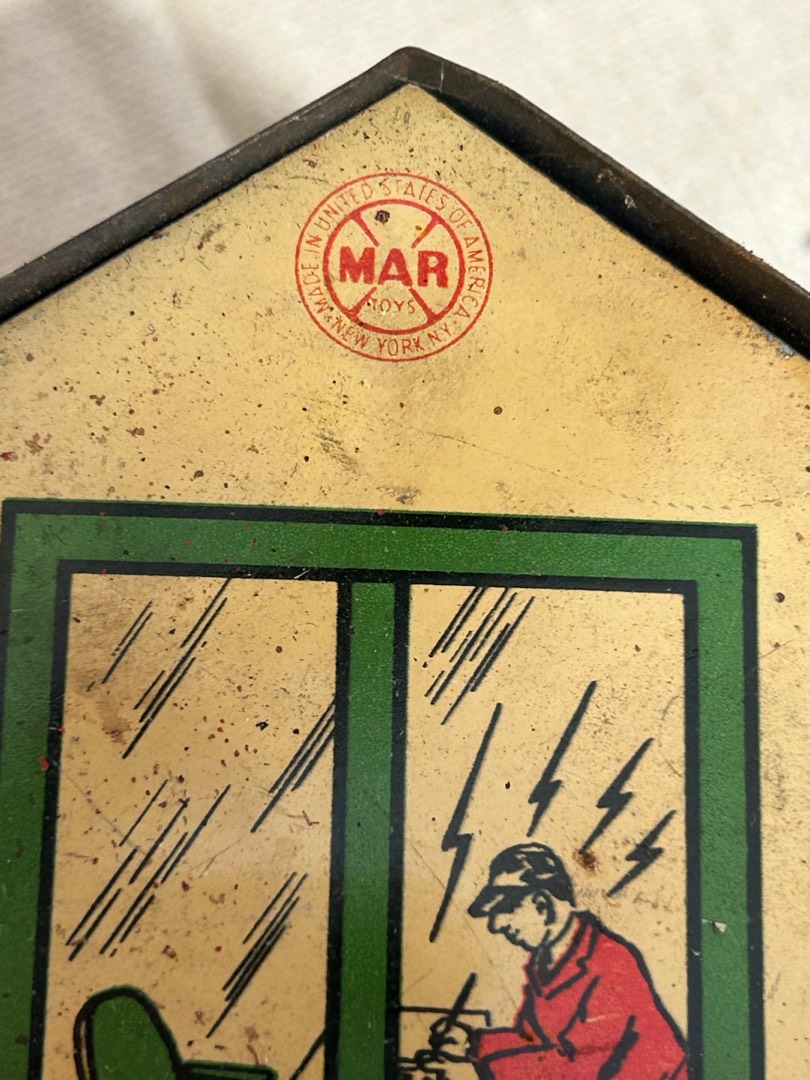 MADE IN UNITED STATES OF AMERICA
MAR
TOYS
NEW YORK N.Y.